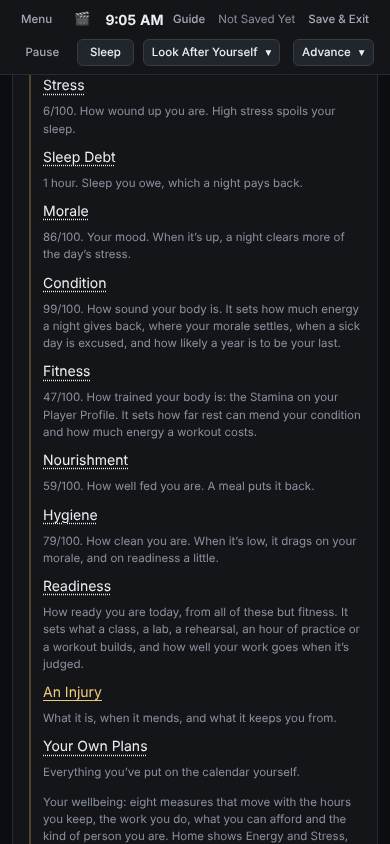 Menu 🎬 9:05 AM Guide Not Saved Yet Save & Exit
Pause Sleep Look After Yourself ▾ Advance ▾
Stress
6/100. How wound up you are. High stress spoils your
sleep.
Sleep Debt
1 hour. Sleep you owe, which a night pays back.
Morale
86/100. Your mood. When it's up, a night clears more of
the day's stress.
Condition
99/100. How sound your body is. It sets how much energy
a night gives back, where your morale settles, when a sick
day is excused, and how likely a year is to be your last.
Fitness
47/100. How trained your body is: the Stamina on your
Player Profile. It sets how far rest can mend your condition
and how much energy a workout costs.
Nourishment
59/100. How well fed you are. A meal puts it back.
Hygiene
79/100. How clean you are. When it's low, it drags on your
morale, and on readiness a little.
Readiness
How ready you are today, from all of these but fitness. It
sets what a class, a lab, a rehearsal, an hour of practice or
a workout builds, and how well your work goes when it's
judged.
An Injury
What it is, when it mends, and what it keeps you from.
Your Own Plans
Everything you've put on the calendar yourself.
Your wellbeing: eight measures that move with the hours
you keep, the work you do, what you can afford and the
kind of person you are. Home shows Energy and Stress,